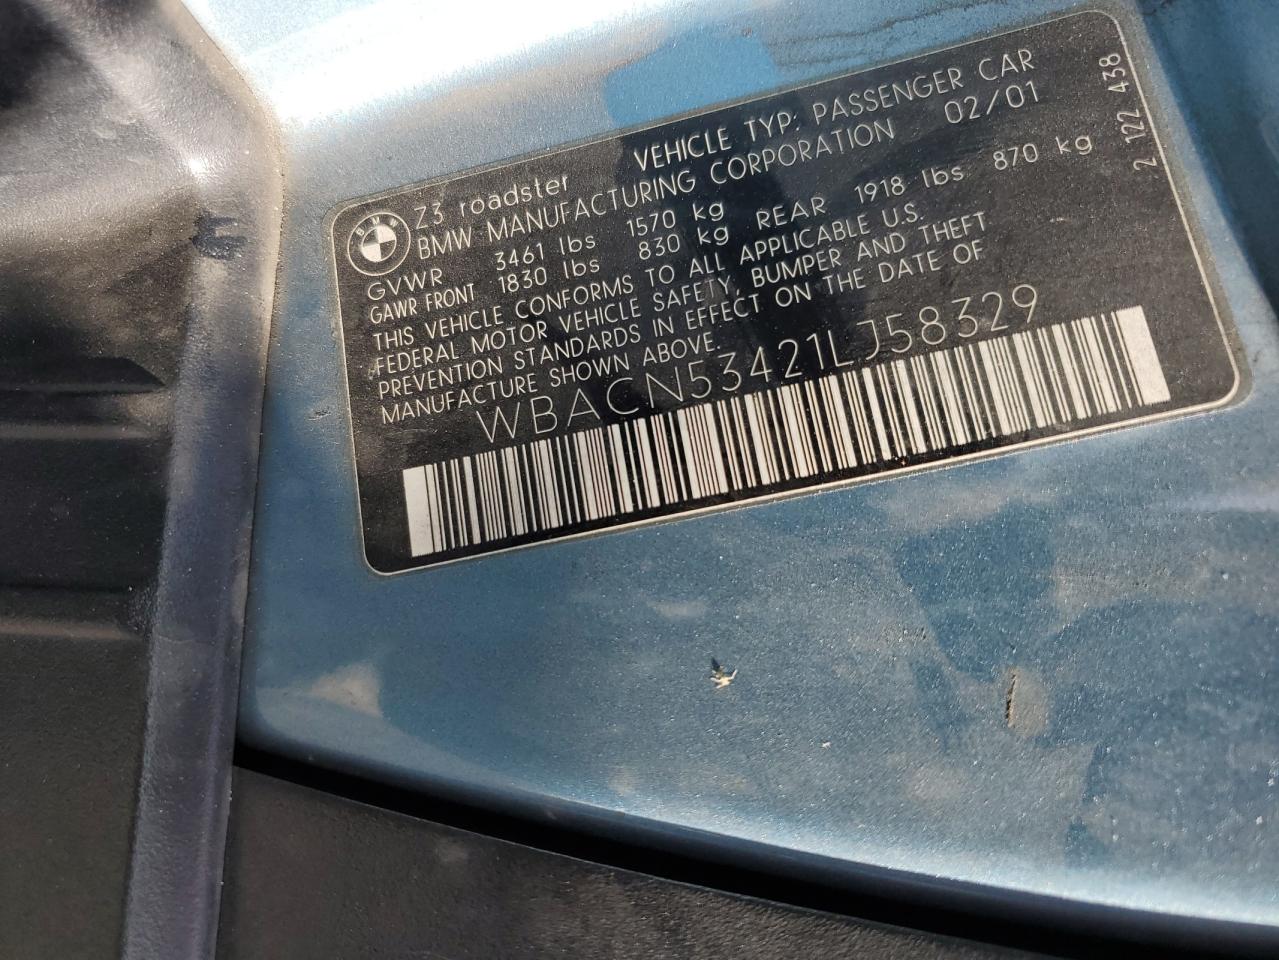 BMW
Z3 roadster VEHICLE TYP: PASSENGER CAR
BMW MANUFACTURING CORPORATION 02/01
GVWR 3461 lbs 1570 kg
GAWR FRONT 1830 lbs 830 kg REAR 1918 lbs 870 kg
THIS VEHICLE CONFORMS TO ALL APPLICABLE U.S.
FEDERAL MOTOR VEHICLE SAFETY BUMPER AND THEFT
PREVENTION STANDARDS IN EFFECT ON THE DATE OF
MANUFACTURE SHOWN ABOVE.
WBACN53421LJ58329
2 122 438